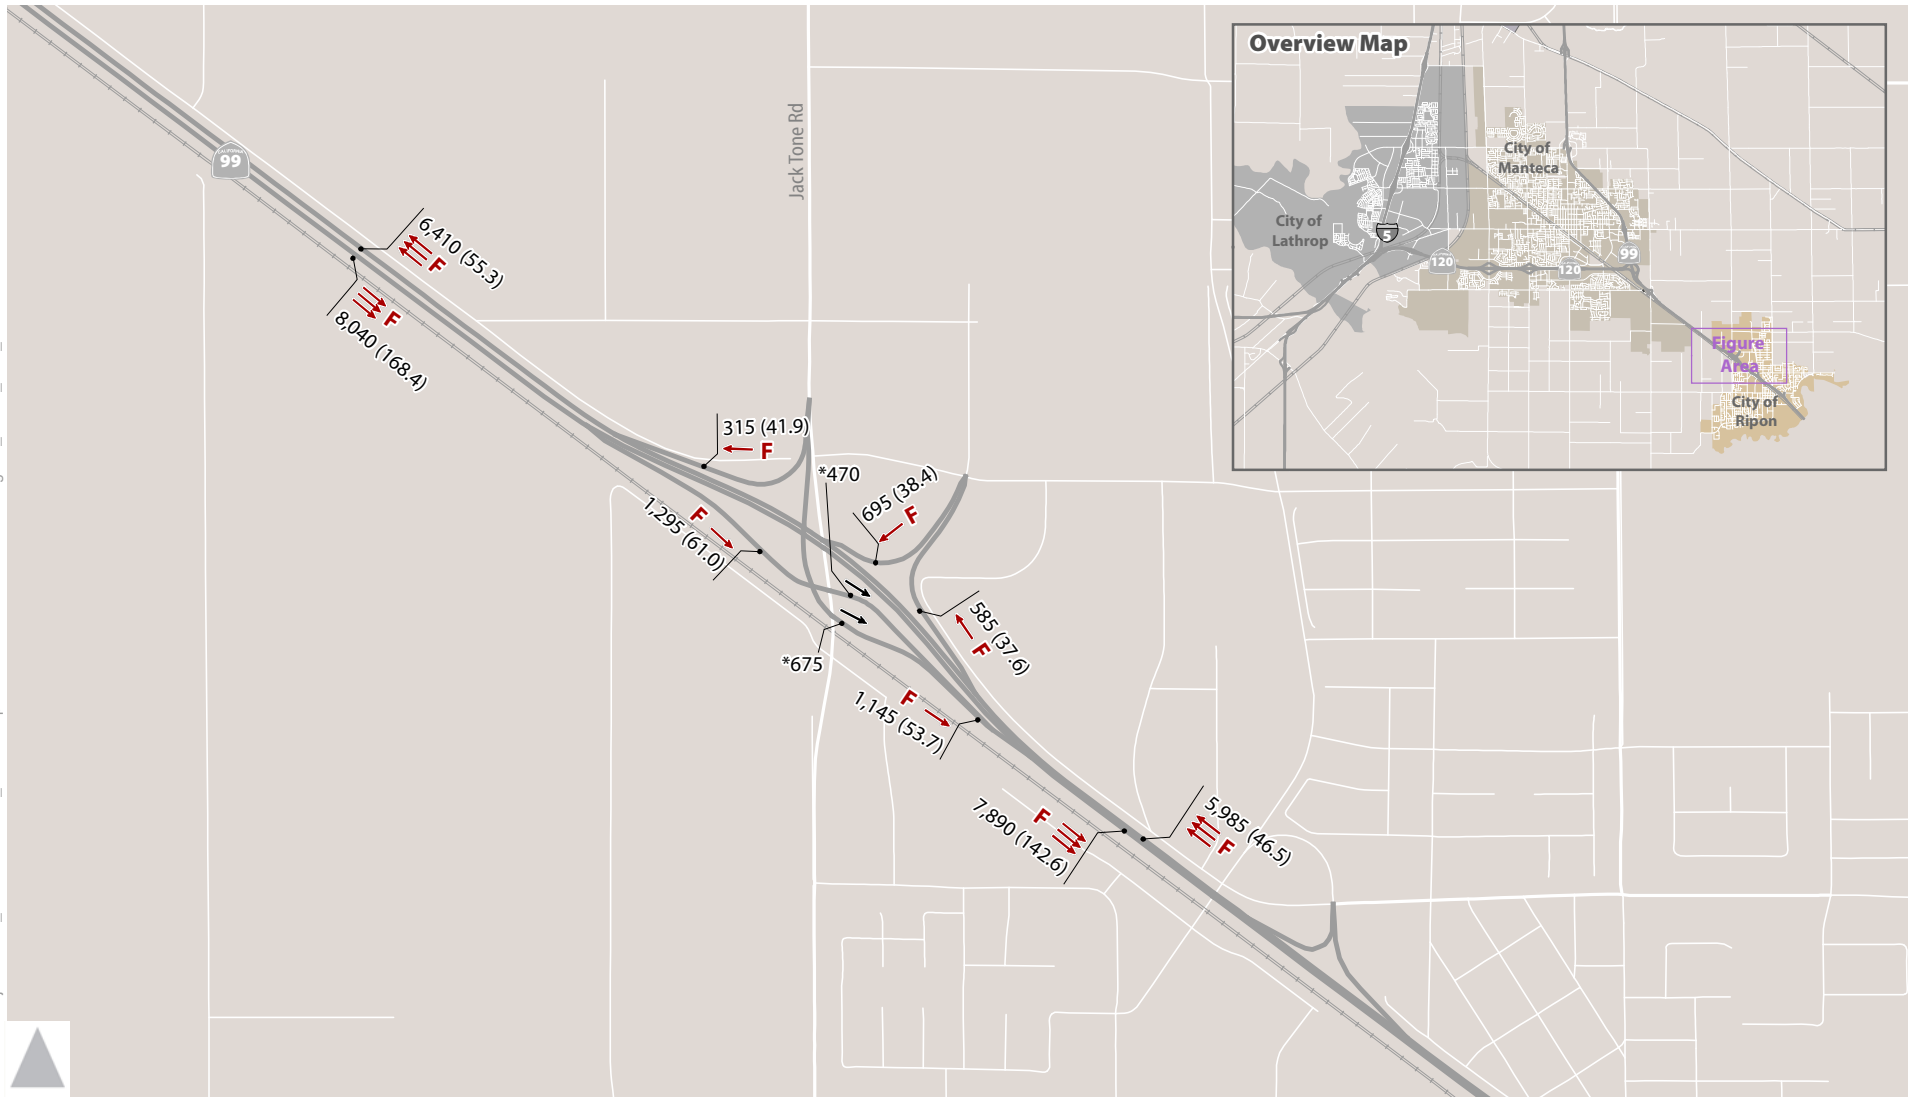 Overview Map
City of
Manteca
City of
Lathrop
5
120
120
99
Figure
Area
City of
Ripon
Jack Tone Rd
CALIFORNIA
99
6,410 (55.3)
F
F
8,040 (168.4)
315 (41.9)
F
*470
695 (38.4)
F
F
1,295 (61.0)
585 (37.6)
F
*675
F
1,145 (53.7)
F
7,890 (142.6)
5,985 (46.5)
F